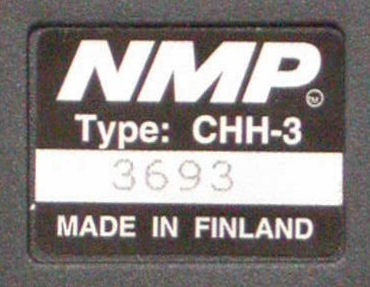 NMP
Type: CHH-3
3693
MADE IN FINLAND